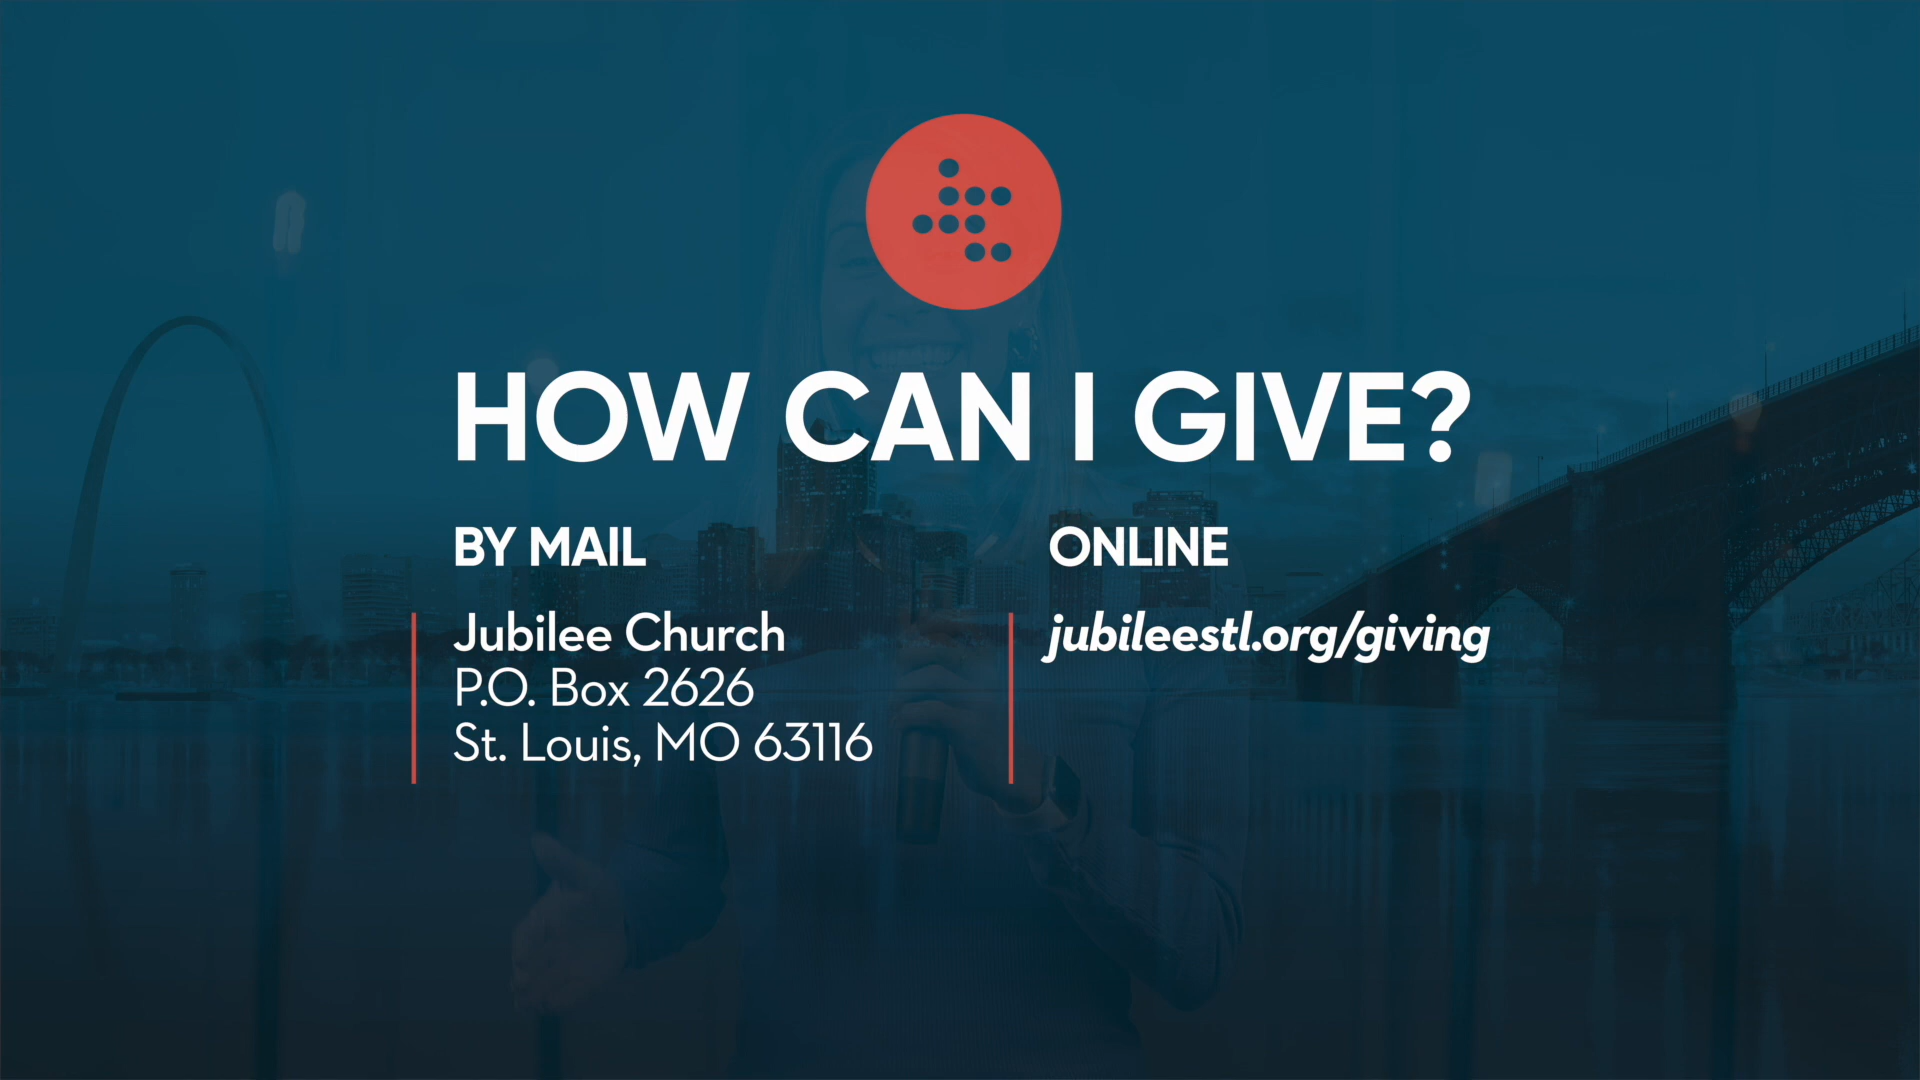 HOW CAN I GIVE?
BY MAIL
Jubilee Church
P.O. Box 2626
St. Louis, MO 63116
ONLINE
jubileestl.org/giving